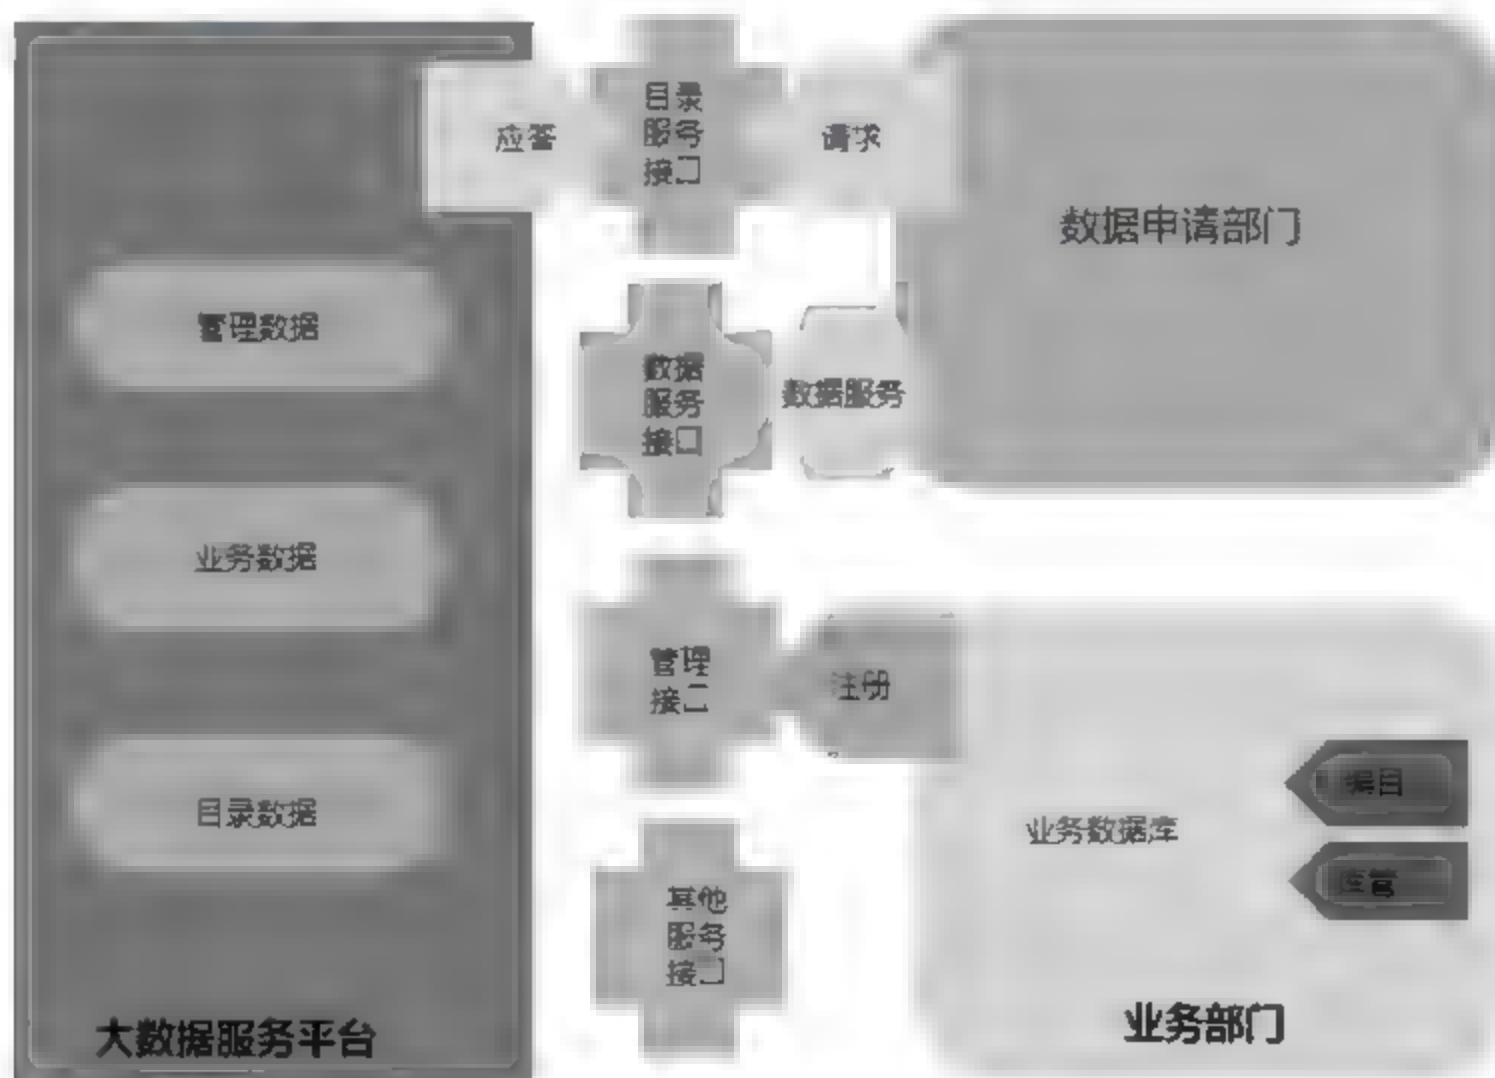 应答
目录
服务
接口
请求
数据申请部门
管理数据
数据
服务
接口
数据服务
业务数据
管理
接口
注册
目录数据
业务数据库
编目
库管
其他
服务
接口
大数据服务平台
业务部门